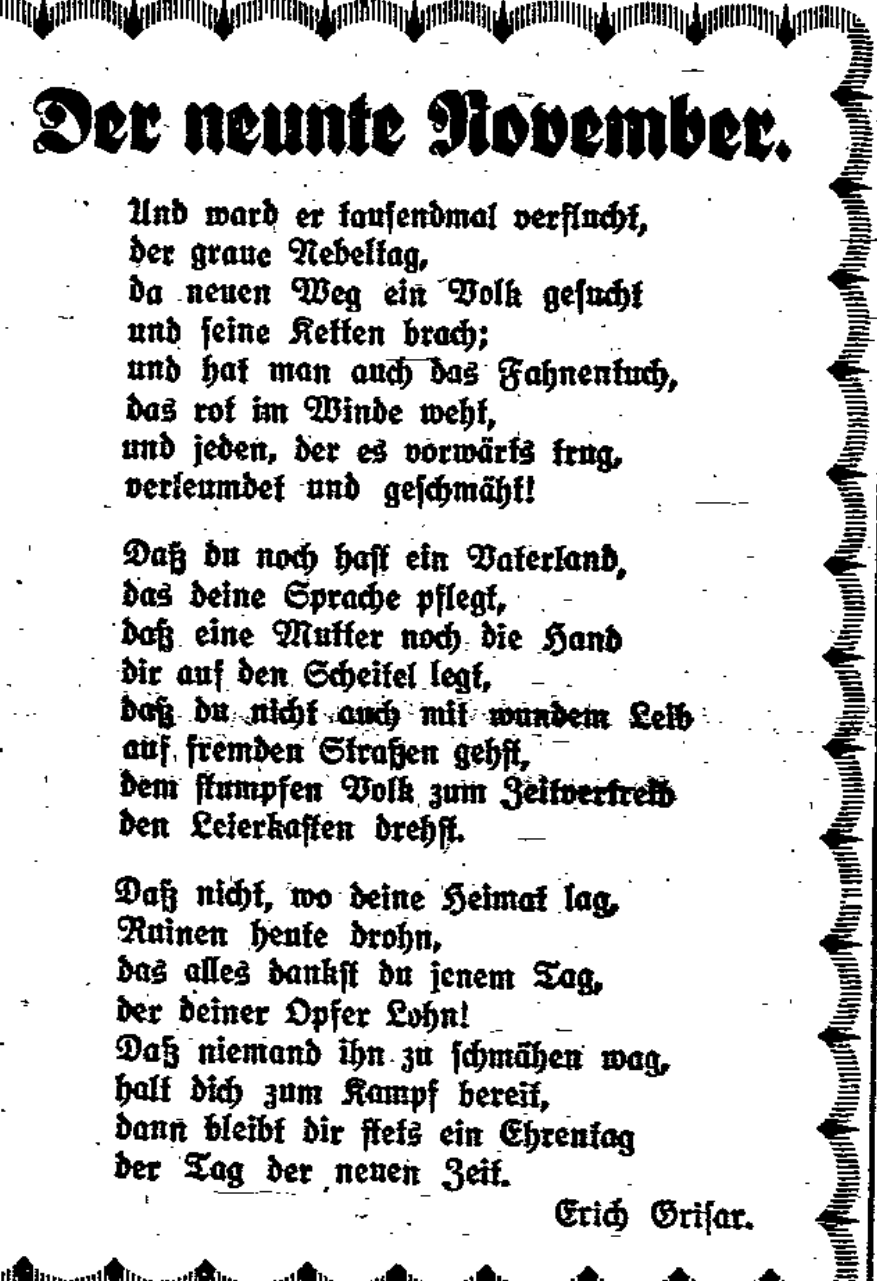 Der neunte November.
Und ward er tausendmal verflucht,
der graue Nebeltag,
da neuen Weg ein Volk gesucht
und seine Ketten brach;
und hat man auch das Fahnentuch,
das rot im Winde weht,
und jeden, der es vorwärts trug,
verleumdet und geschmäht!
Daß du noch hast ein Vaterland,
das deine Sprache pflegt,
daß eine Mutter noch die Hand
dir auf den Scheitel legt,
daß du nicht auch mit wundem Leib
auf fremden Straßen gehst,
dem stumpfen Volk zum Zeitvertreib
den Leierkasten drehst.
Daß nicht, wo deine Heimat lag,
Ruinen heute drohn,
das alles dankst du jenem Tag,
der deiner Opfer Lohn!
Daß niemand ihn zu schmähen wag,
halt dich zum Kampf bereit,
dann bleibt dir stets ein Ehrentag
der Tag der neuen Zeit.
Erich Grisar.